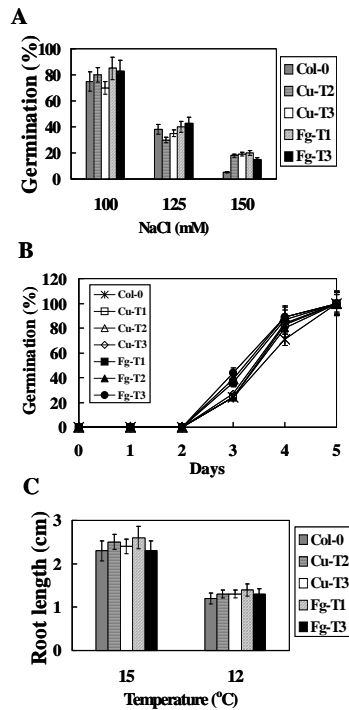 A
Germination (%)
100
80
60
40
20
0
100 125 150
NaCl (mM)
Col-0
Cu-T2
Cu-T3
Fg-T1
Fg-T3
B
Germination (%)
120
100
80
60
40
20
0
0 1 2 3 4 5
Days
Col-0
Cu-T1
Cu-T2
Cu-T3
Fg-T1
Fg-T2
Fg-T3
C
Root length (cm)
3
2
1
0
15 12
Temperature (°C)
Col-0
Cu-T2
Cu-T3
Fg-T1
Fg-T3